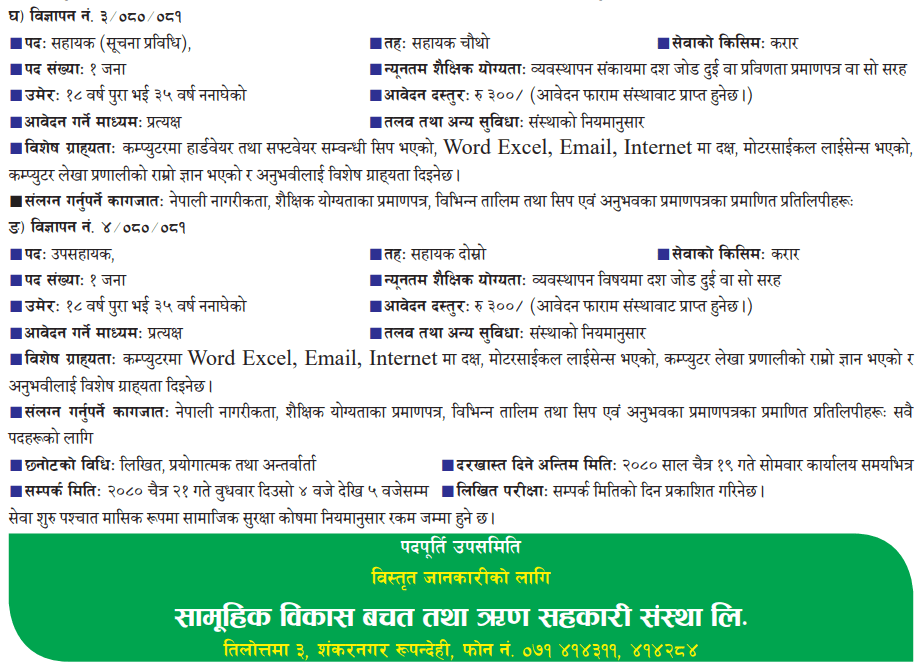 घ) विज्ञापन नं. ३/०८०/०८१
■पद: सहायक (सूचना प्रविधि), ■तह: सहायक चौथो ■सेवाको किसिम: करार
■पद संख्या: १ जना ■न्यूनतम शैक्षिक योग्यता: व्यवस्थापन संकायमा दश जोड दुई वा प्रविणता प्रमाणपत्र वा सो सरह
■उमेर: १८ वर्ष पुरा भई ३५ वर्ष ननाघेको ■आवेदन दस्तुर: रु ३००/ (आवेदन फाराम संस्थावाट प्राप्त हुनेछ।)
■आवेदन गर्ने माध्यम: प्रत्यक्ष ■तलव तथा अन्य सुविधा: संस्थाको नियमानुसार
■विशेष ग्राह्यता: कम्प्युटरमा हार्डवेयर तथा सफ्टवेयर सम्वन्धी सिप भएको, Word Excel, Email, Internet मा दक्ष, मोटरसाईकल लाईसेन्स भएको,
कम्प्युटर लेखा प्रणालीको राम्रो ज्ञान भएको र अनुभवीलाई विशेष ग्राह्यता दिइनेछ।
■संलग्न गर्नुपर्ने कागजात: नेपाली नागरीकता, शैक्षिक योग्यताका प्रमाणपत्र, विभिन्न तालिम तथा सिप एवं अनुभवका प्रमाणपत्रका प्रमाणित प्रतिलिपीहरूः
ङ) विज्ञापन नं. ४/०८०/०८१
■पद: उपसहायक, ■तह: सहायक दोस्रो ■सेवाको किसिम: करार
■पद संख्या: १ जना ■न्यूनतम शैक्षिक योग्यता: व्यवस्थापन विषयमा दश जोड दुई वा सो सरह
■उमेर: १८ वर्ष पुरा भई ३५ वर्ष ननाघेको ■आवेदन दस्तुर: रु ३००/ (आवेदन फाराम संस्थावाट प्राप्त हुनेछ।)
■आवेदन गर्ने माध्यम: प्रत्यक्ष ■तलव तथा अन्य सुविधा: संस्थाको नियमानुसार
■विशेष ग्राह्यता: कम्प्युटरमा Word Excel, Email, Internet मा दक्ष, मोटरसाईकल लाईसेन्स भएको, कम्प्युटर लेखा प्रणालीको राम्रो ज्ञान भएको र
अनुभवीलाई विशेष ग्राह्यता दिइनेछ।
■संलग्न गर्नुपर्ने कागजात: नेपाली नागरीकता, शैक्षिक योग्यताका प्रमाणपत्र, विभिन्न तालिम तथा सिप एवं अनुभवका प्रमाणपत्रका प्रमाणित प्रतिलिपीहरूः सवै
पदहरूको लागि
■छनोटको विधि: लिखित, प्रयोगात्मक तथा अन्तर्वार्ता ■दरखास्त दिने अन्तिम मिति: २०८० साल चैत्र १९ गते सोमवार कार्यालय समयभित्र
■सम्पर्क मिति: २०८० चैत्र २१ गते वुधवार दिउसो ४ वजे देखि ५ वजेसम्म ■लिखित परीक्षा: सम्पर्क मितिको दिन प्रकाशित गरिनेछ।
सेवा शुरु पश्चात मासिक रूपमा सामाजिक सुरक्षा कोषमा नियमानुसार रकम जम्मा हुने छ।
पदपूर्ति उपसमिति
विस्तृत जानकारीको लागि
सामूहिक विकास बचत तथा ऋण सहकारी संस्था लि.
तिलोत्तमा ३, शंकरनगर रूपन्देही, फोन नं. ०७१ ४१४३११, ४१४२८४